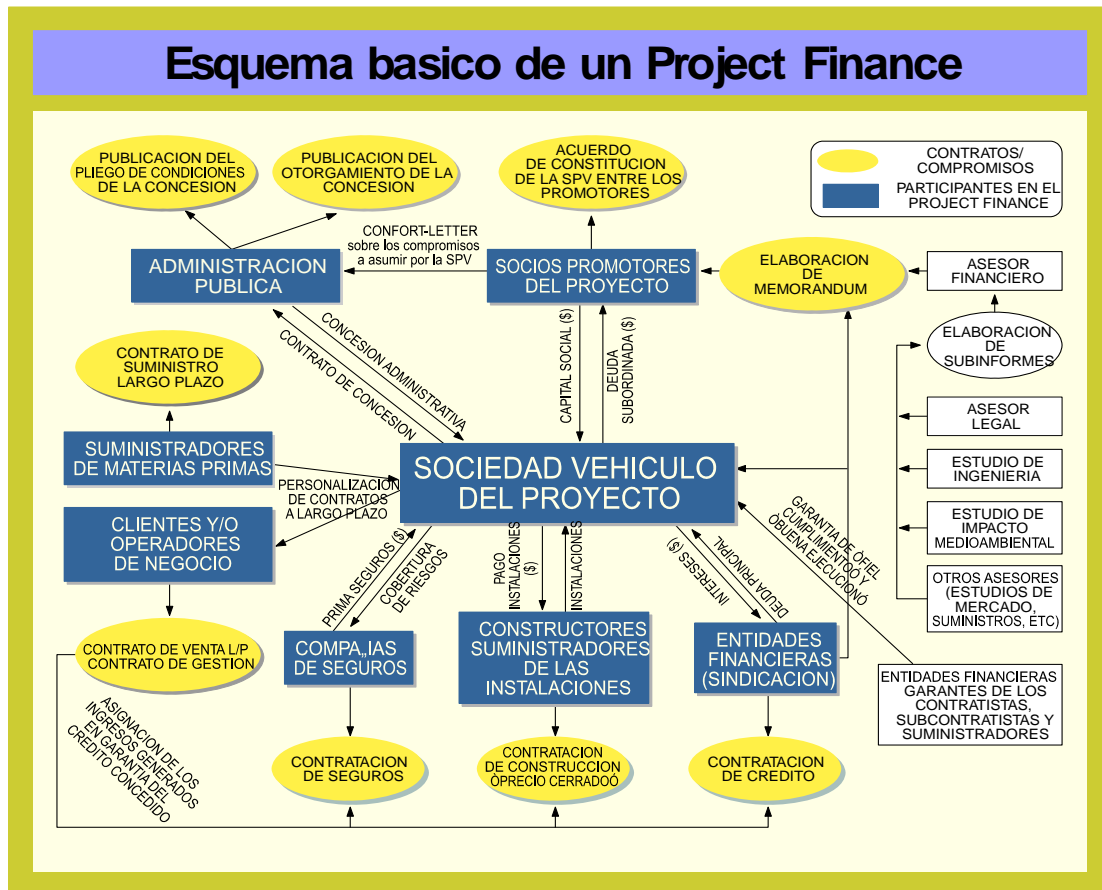 Esquema basico de un Project Finance
PUBLICACION DEL
PLIEGO DE CONDICIONES
DE LA CONCESION
PUBLICACION DEL
OTORGAMIENTO DE LA
CONCESION
ACUERDO
DE CONSTITUCION
DE LA SPV ENTRE LOS
PROMOTORES
CONTRATOS/
COMPROMISOS
PARTICIPANTES EN EL
PROJECT FINANCE
ADMINISTRACION
PUBLICA
CONFORT-LETTER
sobre los compromisos
a asumir por la SPV
SOCIOS PROMOTORES
DEL PROYECTO
ELABORACION
DE
MEMORANDUM
ASESOR
FINANCIERO
ELABORACION
DE
SUBINFORMES
CONTRATO DE
SUMINISTRO
LARGO PLAZO
CONCESION ADMINISTRATIVA
CONTRATO DE CONCESION
CAPITAL SOCIAL ($)
DEUDA
SUBORDINADA ($)
ASESOR
LEGAL
SUMINISTRADORES
DE MATERIAS PRIMAS
SOCIEDAD VEHICULO
DEL PROYECTO
ESTUDIO DE
INGENIERIA
PERSONALIZACION
DE CONTRATOS
A LARGO PLAZO
CLIENTES Y/O
OPERADORES
DE NEGOCIO
ESTUDIO DE
IMPACTO
MEDIOAMBIENTAL
GARANTIA DE ÒFIEL
CUMPLIMIENTOÓ Y
ÒBUENA EJECUCIONÓ
PRIMA SEGUROS ($)
COBERTURA
DE RIESGOS
PAGO
INSTALACIONES
($)
INSTALACIONES
INTERESES ($)
DEUDA PRINCIPAL
OTROS ASESORES
(ESTUDIOS DE
MERCADO,
SUMINISTROS, ETC)
CONTRATO DE VENTA L/P
CONTRATO DE GESTION
COMPA„IAS
DE SEGUROS
CONSTRUCTORES
SUMINISTRADORES
DE LAS
INSTALACIONES
ENTIDADES
FINANCIERAS
(SINDICACION)
ENTIDADES FINANCIERAS
GARANTES DE LOS
CONTRATISTAS,
SUBCONTRATISTAS Y
SUMINISTRADORES
ASIGNACION DE LOS
INGRESOS GENERADOS
EN GARANTIA DEL
CREDITO CONCEDIDO
CONTRATACION
DE SEGUROS
CONTRATACION
DE CONSTRUCCION
ÒPRECIO CERRADOÓ
CONTRATACION
DE CREDITO